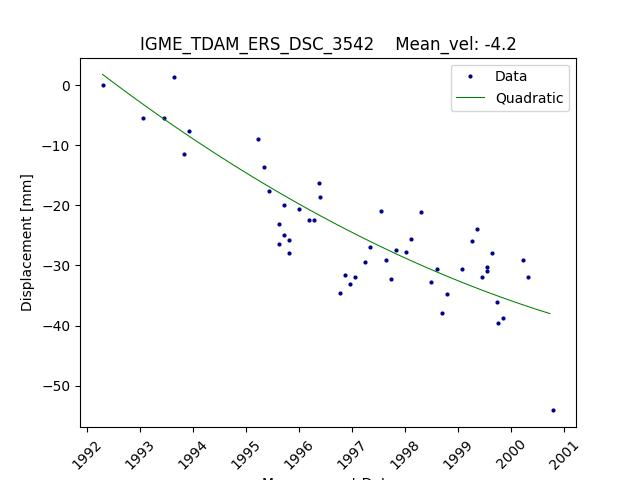 IGME_TDAM_ERS_DSC_3542    Mean_vel: -4.2
Data
Quadratic
0
−10
−20
−30
−40
−50
Displacement [mm]
1992 1993 1994 1995 1996 1997 1998 1999 2000 2001